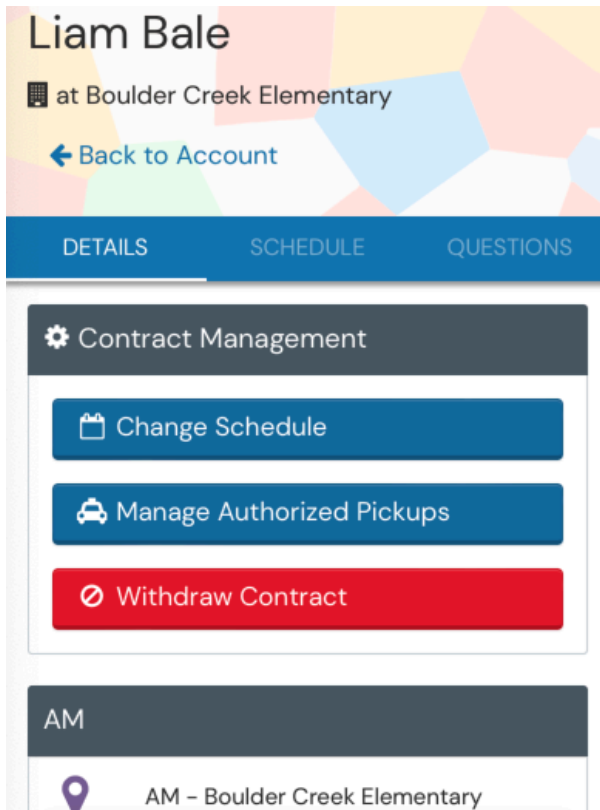 Liam Bale
at Boulder Creek Elementary
Back to Account
DETAILS SCHEDULE QUESTIONS
Contract Management
Change Schedule
Manage Authorized Pickups
Withdraw Contract
AM
AM – Boulder Creek Elementary